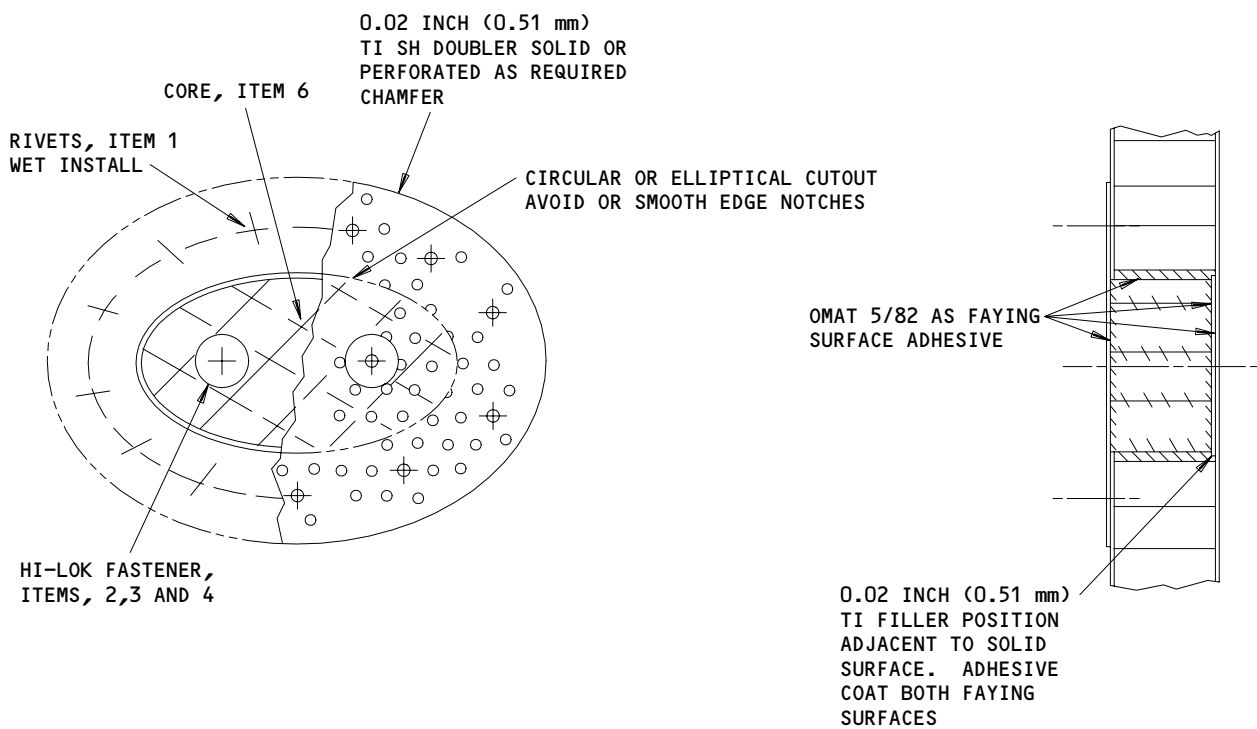 0.02 INCH (0.51 mm)
TI SH DOUBLER SOLID OR
PERFORATED AS REQUIRED
CHAMFER
CORE, ITEM 6
RIVETS, ITEM 1
WET INSTALL
CIRCULAR OR ELLIPTICAL CUTOUT
AVOID OR SMOOTH EDGE NOTCHES
OMAT 5/82 AS FAYING
SURFACE ADHESIVE
HI-LOK FASTENER,
ITEMS, 2,3 AND 4
0.02 INCH (0.51 mm)
TI FILLER POSITION
ADJACENT TO SOLID
SURFACE. ADHESIVE
COAT BOTH FAYING
SURFACES